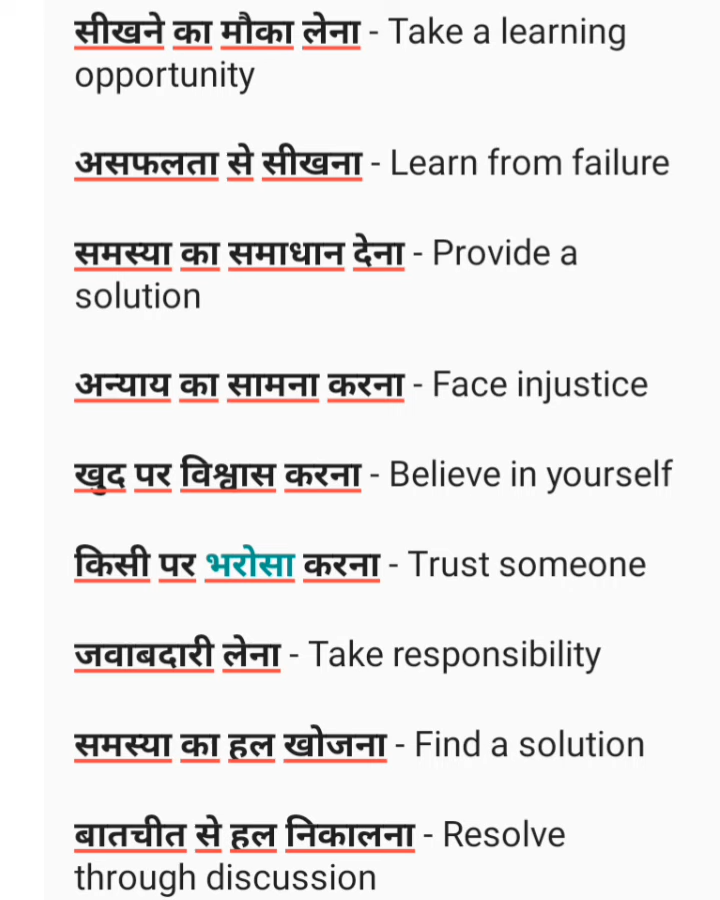 सीखने का मौका लेना - Take a learning
opportunity
असफलता से सीखना - Learn from failure
समस्या का समाधान देना - Provide a
solution
अन्याय का सामना करना - Face injustice
खुद पर विश्वास करना - Believe in yourself
किसी पर भरोसा करना - Trust someone
जवाबदारी लेना - Take responsibility
समस्या का हल खोजना - Find a solution
बातचीत से हल निकालना - Resolve
through discussion